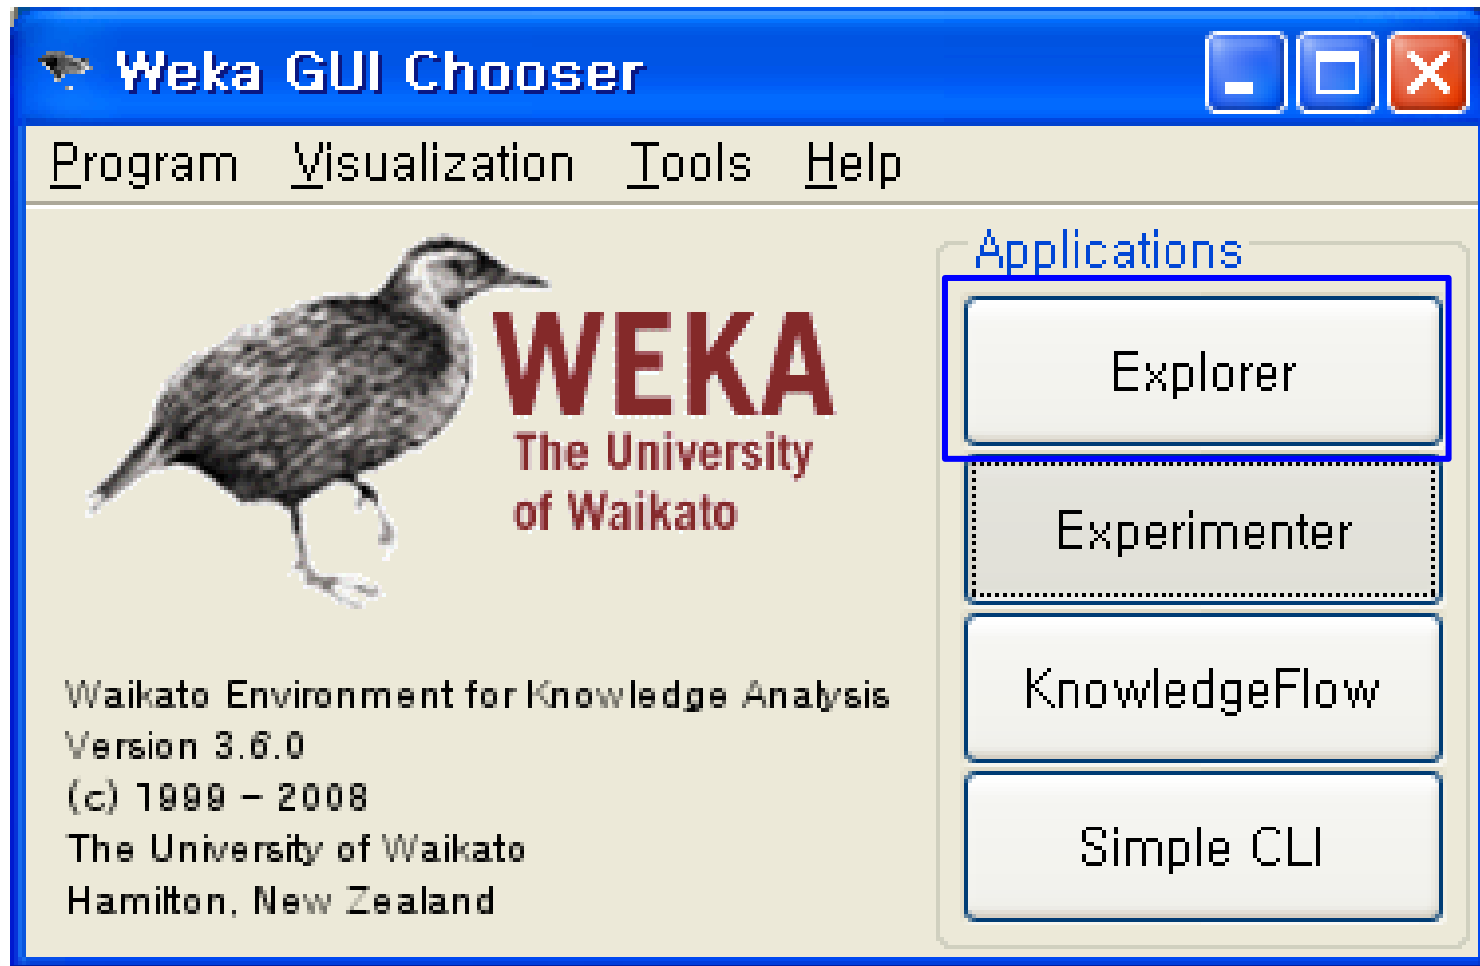 Weka GUI Chooser
Program Visualization Tools Help
WEKA
The University
of Waikato
Waikato Environment for Knowledge Analysis
Version 3.6.0
(c) 1999 - 2008
The University of Waikato
Hamilton, New Zealand
Applications
Explorer
Experimenter
KnowledgeFlow
Simple CLI